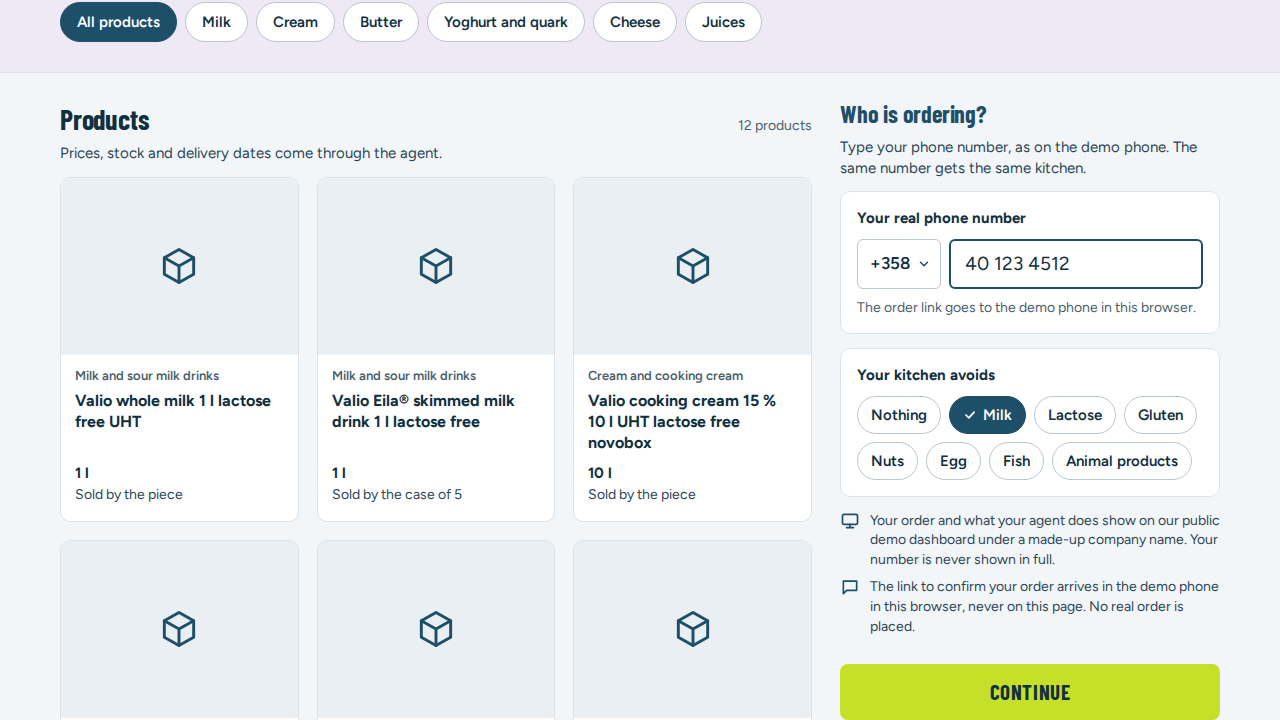 All products
Milk
Cream
Butter
Yoghurt and quark
Cheese
Juices
Products
12 products
Prices, stock and delivery dates come through the agent.
Milk and sour milk drinks
Valio whole milk 1 l lactose
free UHT
1 l
Sold by the piece
Milk and sour milk drinks
Valio Eila® skimmed milk
drink 1 l lactose free
1 l
Sold by the case of 5
Cream and cooking cream
Valio cooking cream 15 %
10 l UHT lactose free
novobox
10 l
Sold by the piece
Who is ordering?
Type your phone number, as on the demo phone. The
same number gets the same kitchen.
Your real phone number
+358
40 123 4512
The order link goes to the demo phone in this browser.
Your kitchen avoids
Nothing
Milk
Lactose
Gluten
Nuts
Egg
Fish
Animal products
Your order and what your agent does show on our public
demo dashboard under a made-up company name. Your
number is never shown in full.
The link to confirm your order arrives in the demo phone
in this browser, never on this page. No real order is
placed.
CONTINUE